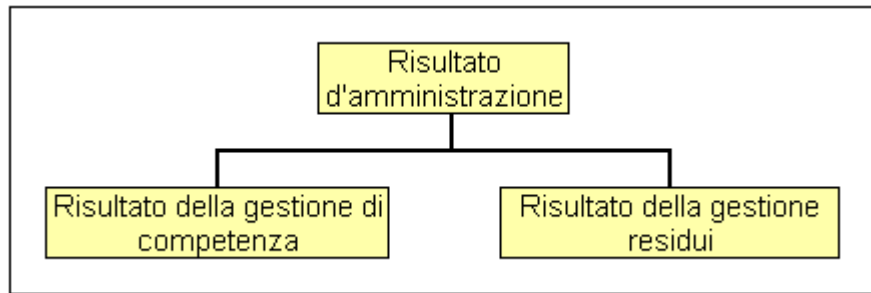 Risultato
d'amministrazione
Risultato della gestione di
competenza
Risultato della gestione
residui